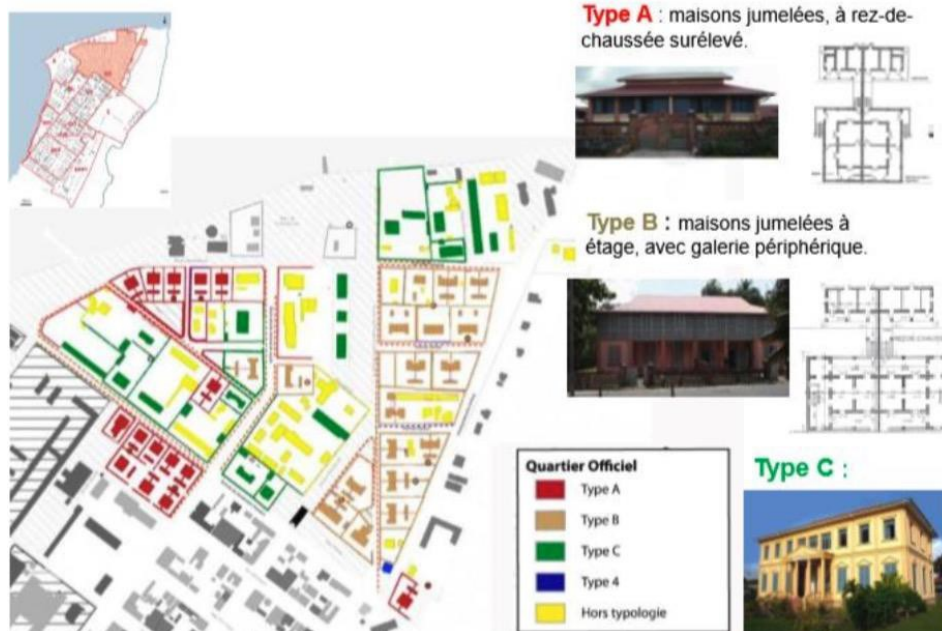 Type A : maisons jumelées, à rez-de-
chaussée surélevé.
Type B : maisons jumelées à
étage, avec galerie périphérique.
Type C :
Quartier Officiel
Type A
Type B
Type C
Type 4
Hors typologie